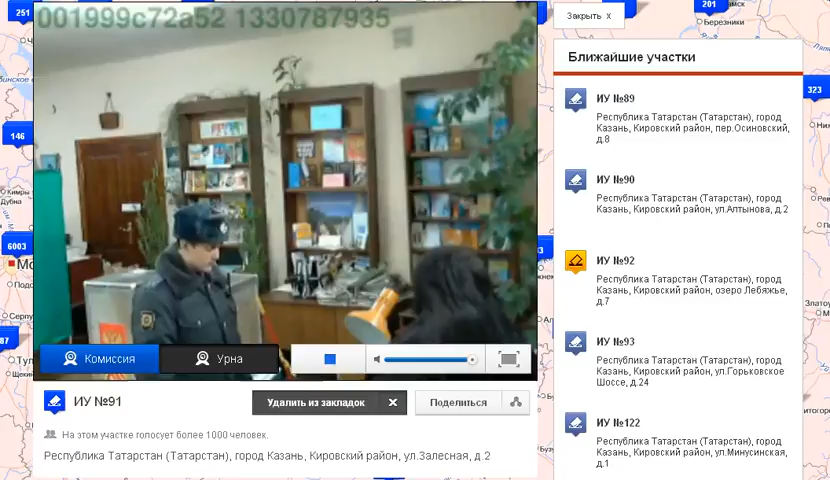 001999c72a52 1330787935
Комиссия
Урна
ИУ №91
Удалить из закладок X
Поделиться
На этом участке голосует более 1000 человек.
Республика Татарстан (Татарстан), город Казань, Кировский район, ул.Залесная, д.2
Закрыть x
Ближайшие участки
ИУ №89
Республика Татарстан (Татарстан), город
Казань, Кировский район, пер.Осиновский,
д.8
ИУ №90
Республика Татарстан (Татарстан), город
Казань, Кировский район, ул.Алтынова, д.2
ИУ №92
Республика Татарстан (Татарстан), город
Казань, Кировский район, озеро Лебяжье,
д.7
ИУ №93
Республика Татарстан (Татарстан), город
Казань, Кировский район, ул.Горьковское
Шоссе, д.24
ИУ №122
Республика Татарстан (Татарстан), город
Казань, Кировский район, ул.Минусинская,
д.1
251
146
Кимры
Дубна
6003
201
Березники
323